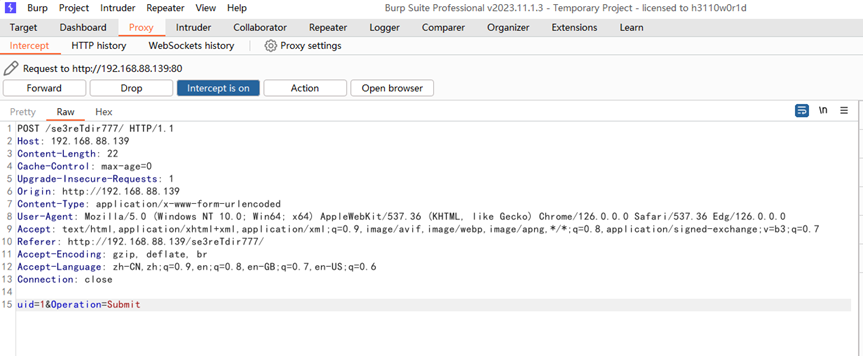 Burp Project Intruder Repeater View Help Burp Suite Professional v2023.11.1.3 - Temporary Project - licensed to h3110w0r1d
Target Dashboard Proxy Intruder Collaborator Repeater Logger Comparer Organizer Extensions Learn
Intercept HTTP history WebSockets history Proxy settings
Request to http://192.168.88.139:80
Forward Drop Intercept is on Action Open browser
Pretty Raw Hex \n
1 POST /se3reTdir777/ HTTP/1.1
2 Host: 192.168.88.139
3 Content-Length: 22
4 Cache-Control: max-age=0
5 Upgrade-Insecure-Requests: 1
6 Origin: http://192.168.88.139
7 Content-Type: application/x-www-form-urlencoded
8 User-Agent: Mozilla/5.0 (Windows NT 10.0; Win64; x64) AppleWebKit/537.36 (KHTML, like Gecko) Chrome/126.0.0.0 Safari/537.36 Edg/126.0.0.0
9 Accept: text/html,application/xhtml+xml,application/xml;q=0.9,image/avif,image/webp,image/apng,*/*;q=0.8,application/signed-exchange;v=b3;q=0.7
10 Referer: http://192.168.88.139/se3reTdir777/
11 Accept-Encoding: gzip, deflate, br
12 Accept-Language: zh-CN,zh;q=0.9,en;q=0.8,en-GB;q=0.7,en-US;q=0.6
13 Connection: close
14
15 uid=1&Operation=Submit